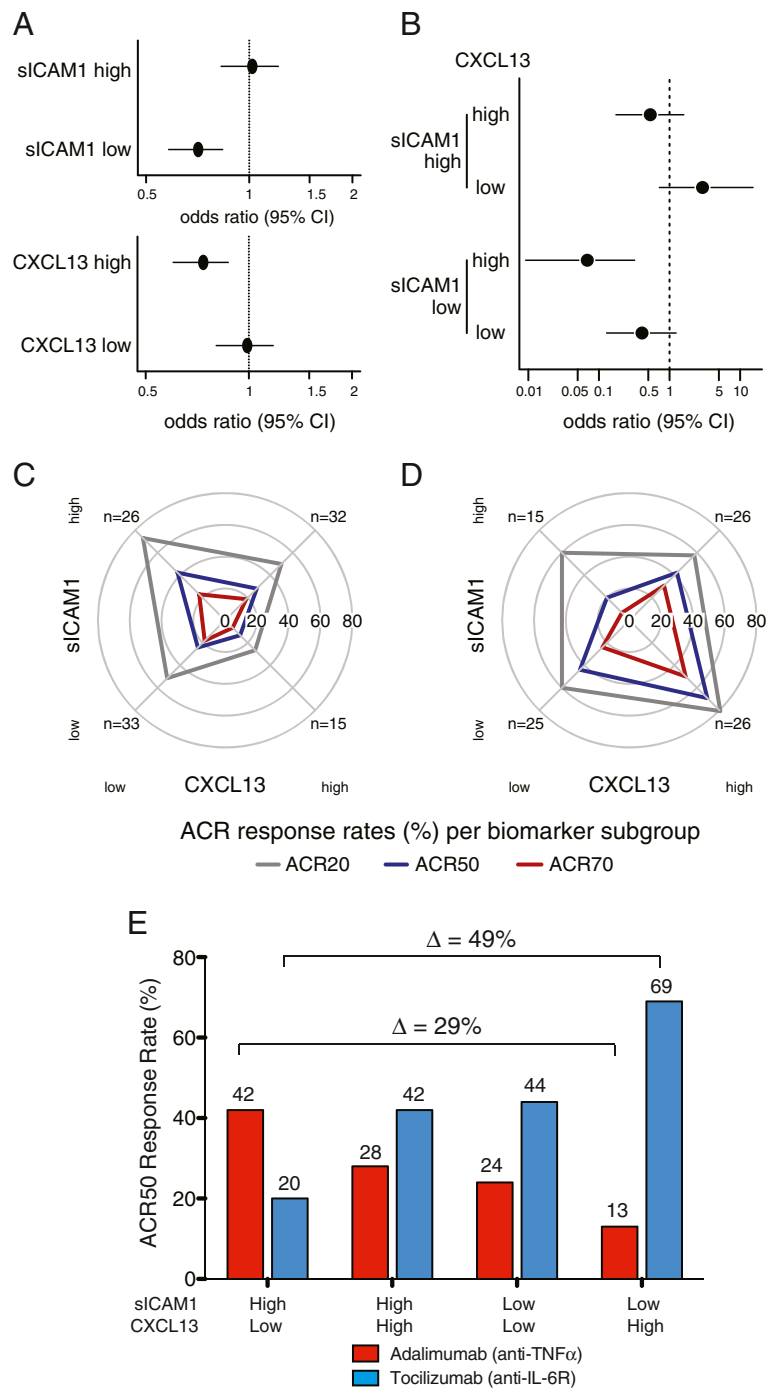 A
sICAM1 high
sICAM1 low
0.5 1 1.5 2
odds ratio (95% CI)
CXCL13 high
CXCL13 low
0.5 1 1.5 2
odds ratio (95% CI)
B
CXCL13
high
sICAM1
high
low
high
sICAM1
low
low
0.01 0.05 0.1 0.5 1 5 10
odds ratio (95% CI)
C
high
n=26 n=32
sICAM1
0 20 40 60 80
low
n=33 n=15
low CXCL13 high
D
high
n=15 n=26
sICAM1
0 20 40 60 80
low
n=25 n=26
low CXCL13 high
ACR response rates (%) per biomarker subgroup
ACR20 ACR50 ACR70
E
Δ = 49%
Δ = 29%
ACR50 Response Rate (%)
80
60
40
20
0
42 20 28 42 24 44 13 69
sICAM1 High High Low Low
CXCL13 Low High Low High
Adalimumab (anti-TNFα)
Tocilizumab (anti-IL-6R)